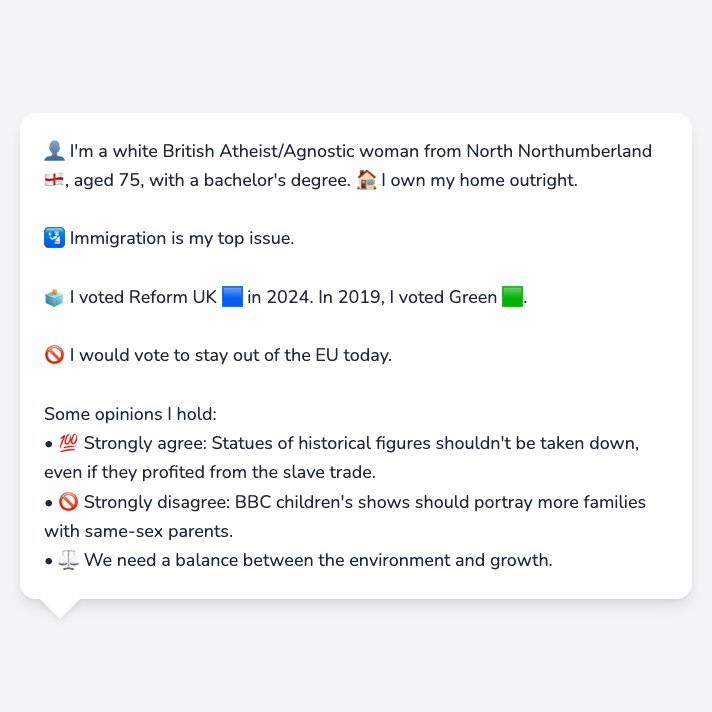 👤 I'm a white British Atheist/Agnostic woman from North Northumberland
🏴󠁧󠁢󠁥󠁮󠁧󠁿, aged 75, with a bachelor's degree. 🏠 I own my home outright.
🛂 Immigration is my top issue.
🗳️ I voted Reform UK 🟦 in 2024. In 2019, I voted Green 🟩.
🚫 I would vote to stay out of the EU today.
Some opinions I hold:
• 💯 Strongly agree: Statues of historical figures shouldn't be taken down,
even if they profited from the slave trade.
• 🚫 Strongly disagree: BBC children's shows should portray more families
with same-sex parents.
• ⚖️ We need a balance between the environment and growth.